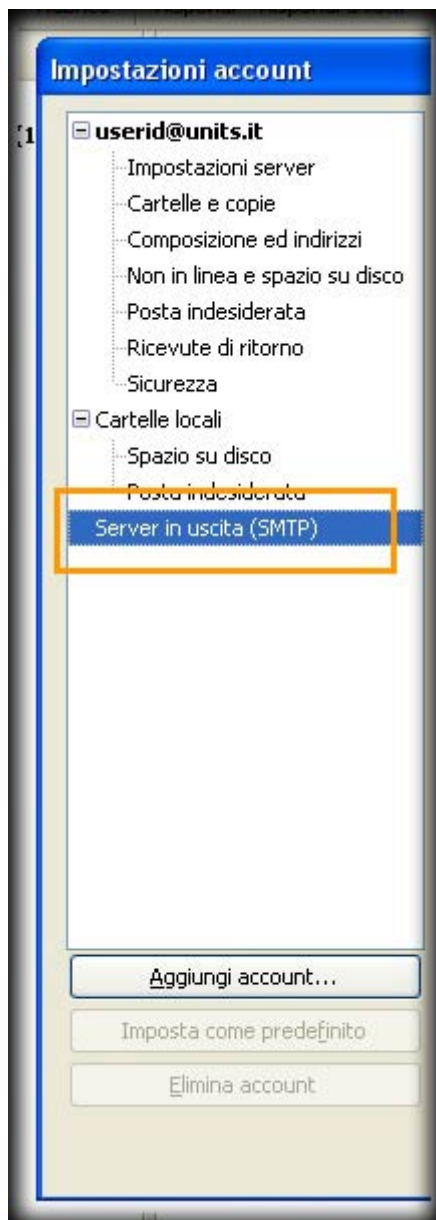 Impostazioni account
userid@units.it
Impostazioni server
Cartelle e copie
Composizione ed indirizzi
Non in linea e spazio su disco
Posta indesiderata
Ricevute di ritorno
Sicurezza
Cartelle locali
Spazio su disco
Posta indesiderata
Server in uscita (SMTP)
Aggiungi account...
Imposta come predefinito
Elimina account